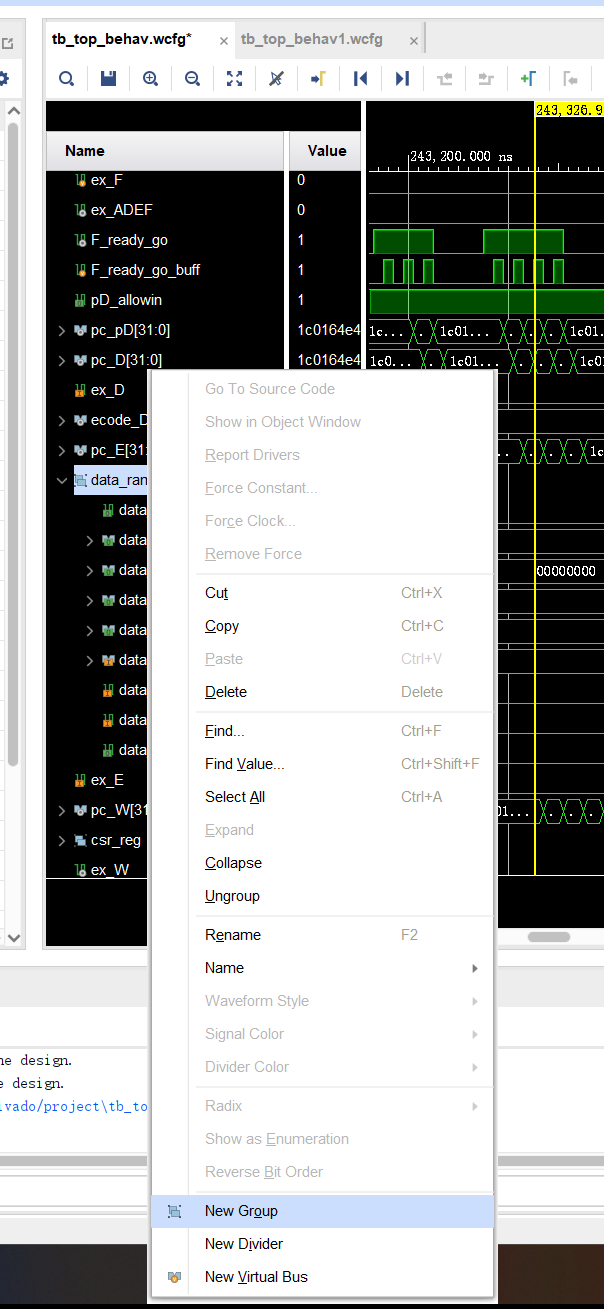 tb_top_behav.wcfg* × tb_top_behav1.wcfg ×
243,326.9
Name Value
243,200.000 ns
ex_F 0
ex_ADEF 0
F_ready_go 1
F_ready_go_buff 1
pD_allowin 1
pc_pD[31:0] 1c0164e4 1c... 1c01... 1c01
pc_D[31:0] 1c0164e4 1c0... 1c01... 1c0
ex_D
ecode_D
pc_E[31: 1c
data_ran
data
data
data 00000000
data
data
data
data
data
data
ex_E
pc_W[31 01...
csr_reg
ex_W
Go To Source Code
Show in Object Window
Report Drivers
Force Constant...
Force Clock...
Remove Force
Cut Ctrl+X
Copy Ctrl+C
Paste Ctrl+V
Delete Delete
Find... Ctrl+F
Find Value... Ctrl+Shift+F
Select All Ctrl+A
Expand
Collapse
Ungroup
Rename F2
Name
Waveform Style
Signal Color
Divider Color
Radix
Show as Enumeration
Reverse Bit Order
New Group
New Divider
New Virtual Bus
ne design.
e design.
ivado/project\tb_to